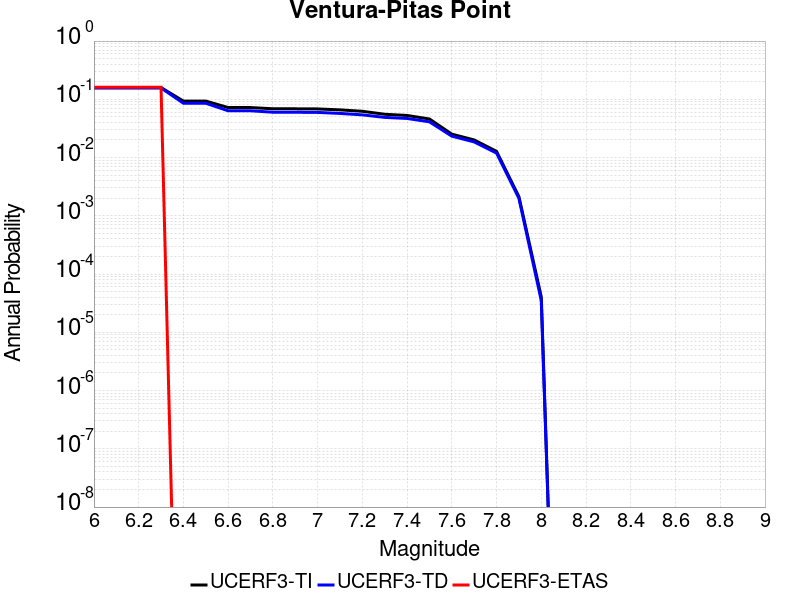 Ventura-Pitas Point
Annual Probability
10^0
10^-1
10^-2
10^-3
10^-4
10^-5
10^-6
10^-7
10^-8
6 6.2 6.4 6.6 6.8 7 7.2 7.4 7.6 7.8 8 8.2 8.4 8.6 8.8 9
Magnitude
UCERF3-TI UCERF3-TD UCERF3-ETAS